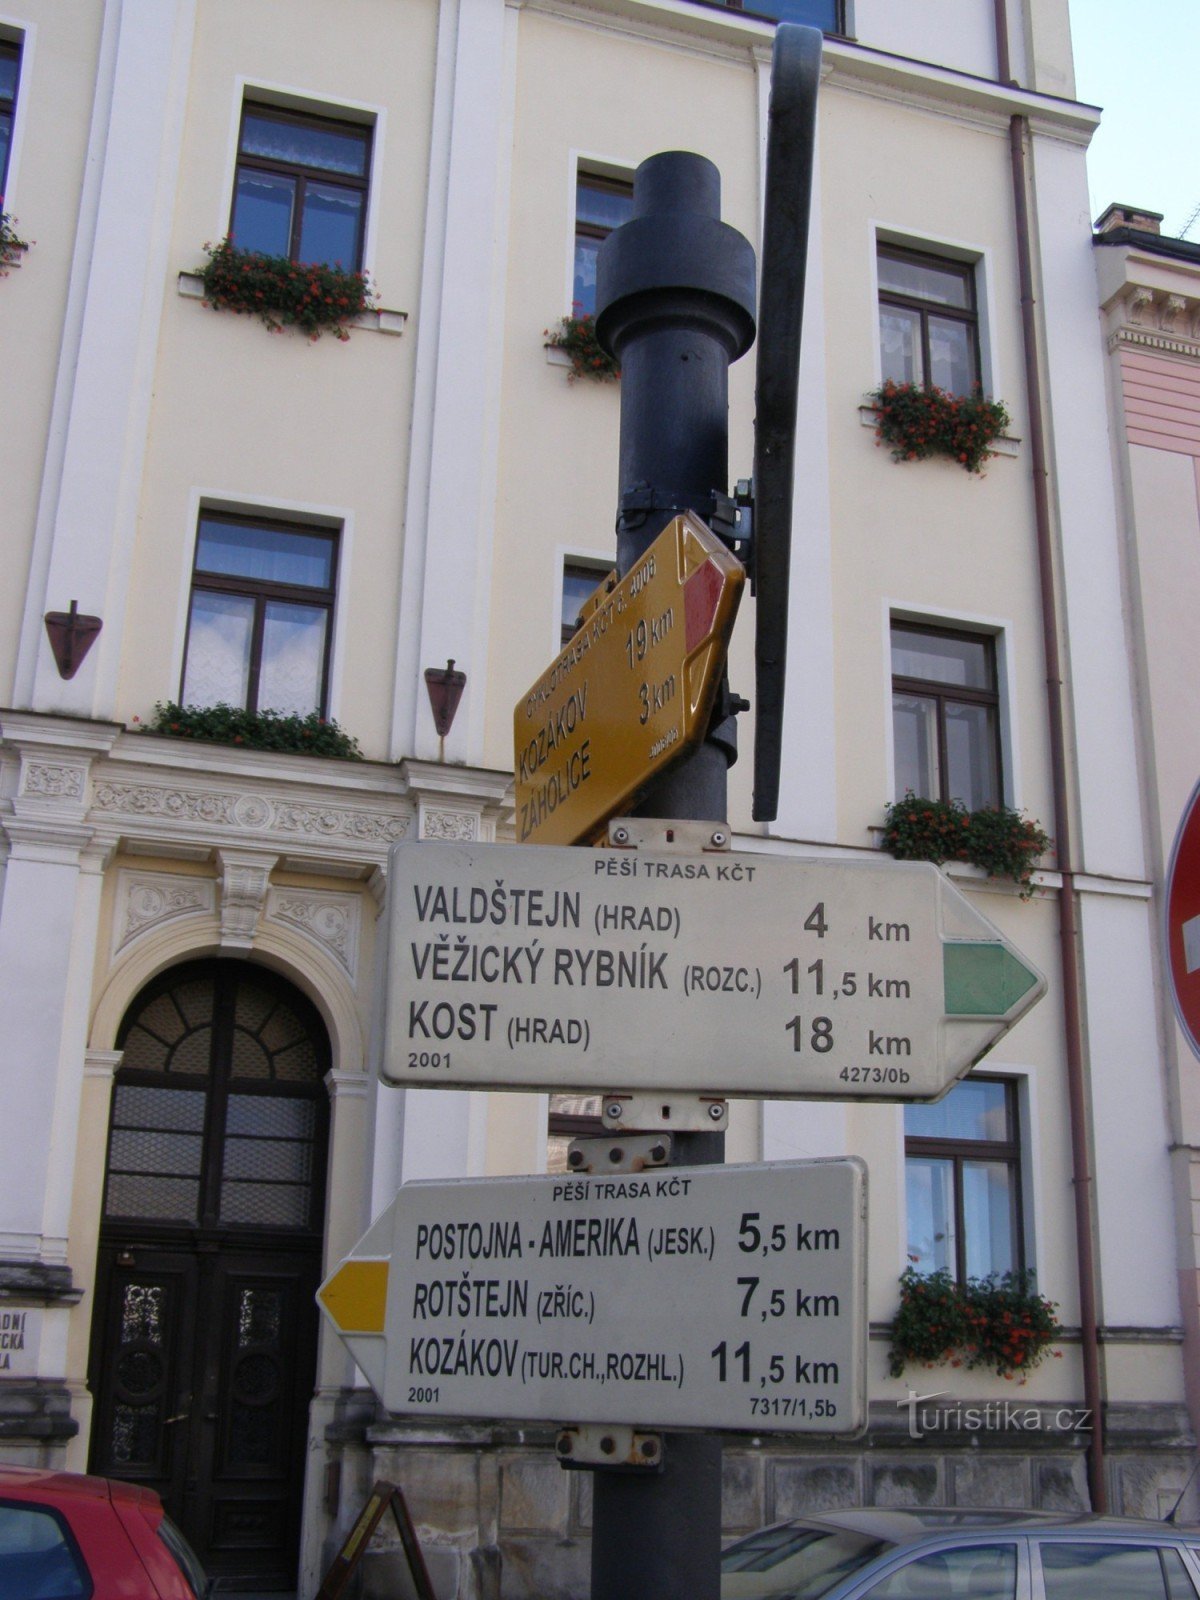 CYKLOTRASA KČT č. 4006
KOZÁKOV 19 km
ZÁHOLICE 3 km
PĚŠÍ TRASA KČT
VALDŠTEJN (HRAD) 4 km
VĚŽICKÝ RYBNÍK (ROZC.) 11,5 km
KOST (HRAD) 18 km
2001 4273/0b
PĚŠÍ TRASA KČT
POSTOJNA - AMERIKA (JESK.) 5,5 km
ROTŠTEJN (ZŘÍC.) 7,5 km
KOZÁKOV (TUR.CH.,ROZHL.) 11,5 km
2001 7317/1,5b
Turistika.cz